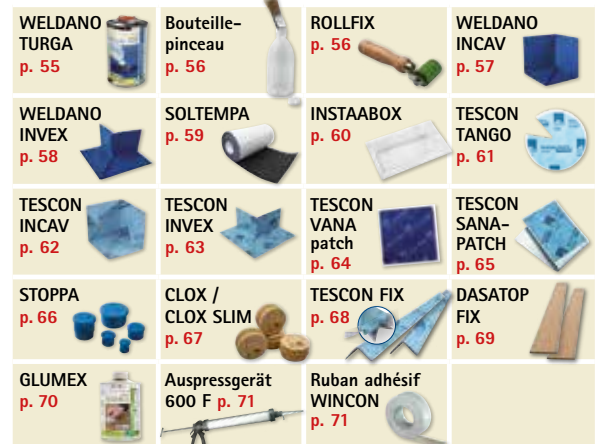 WELDANO
TURGA
p. 55
Bouteille-
pinceau
p. 56
ROLLFIX
p. 56
WELDANO
INCAV
p. 57
WELDANO
INVEX
p. 58
SOLTEMPA
p. 59
INSTAABOX
p. 60
TESCON
TANGO
p. 61
TESCON
INCAV
p. 62
TESCON
INVEX
p. 63
TESCON
VANA
patch
p. 64
TESCON
SANA-
PATCH
p. 65
STOPPA
p. 66
CLOX /
CLOX SLIM
p. 67
TESCON FIX
p. 68
DASATOP
FIX
p. 69
GLUMEX
p. 70
Auspressgerät
600 F p. 71
Ruban adhésif
WINCON
p. 71